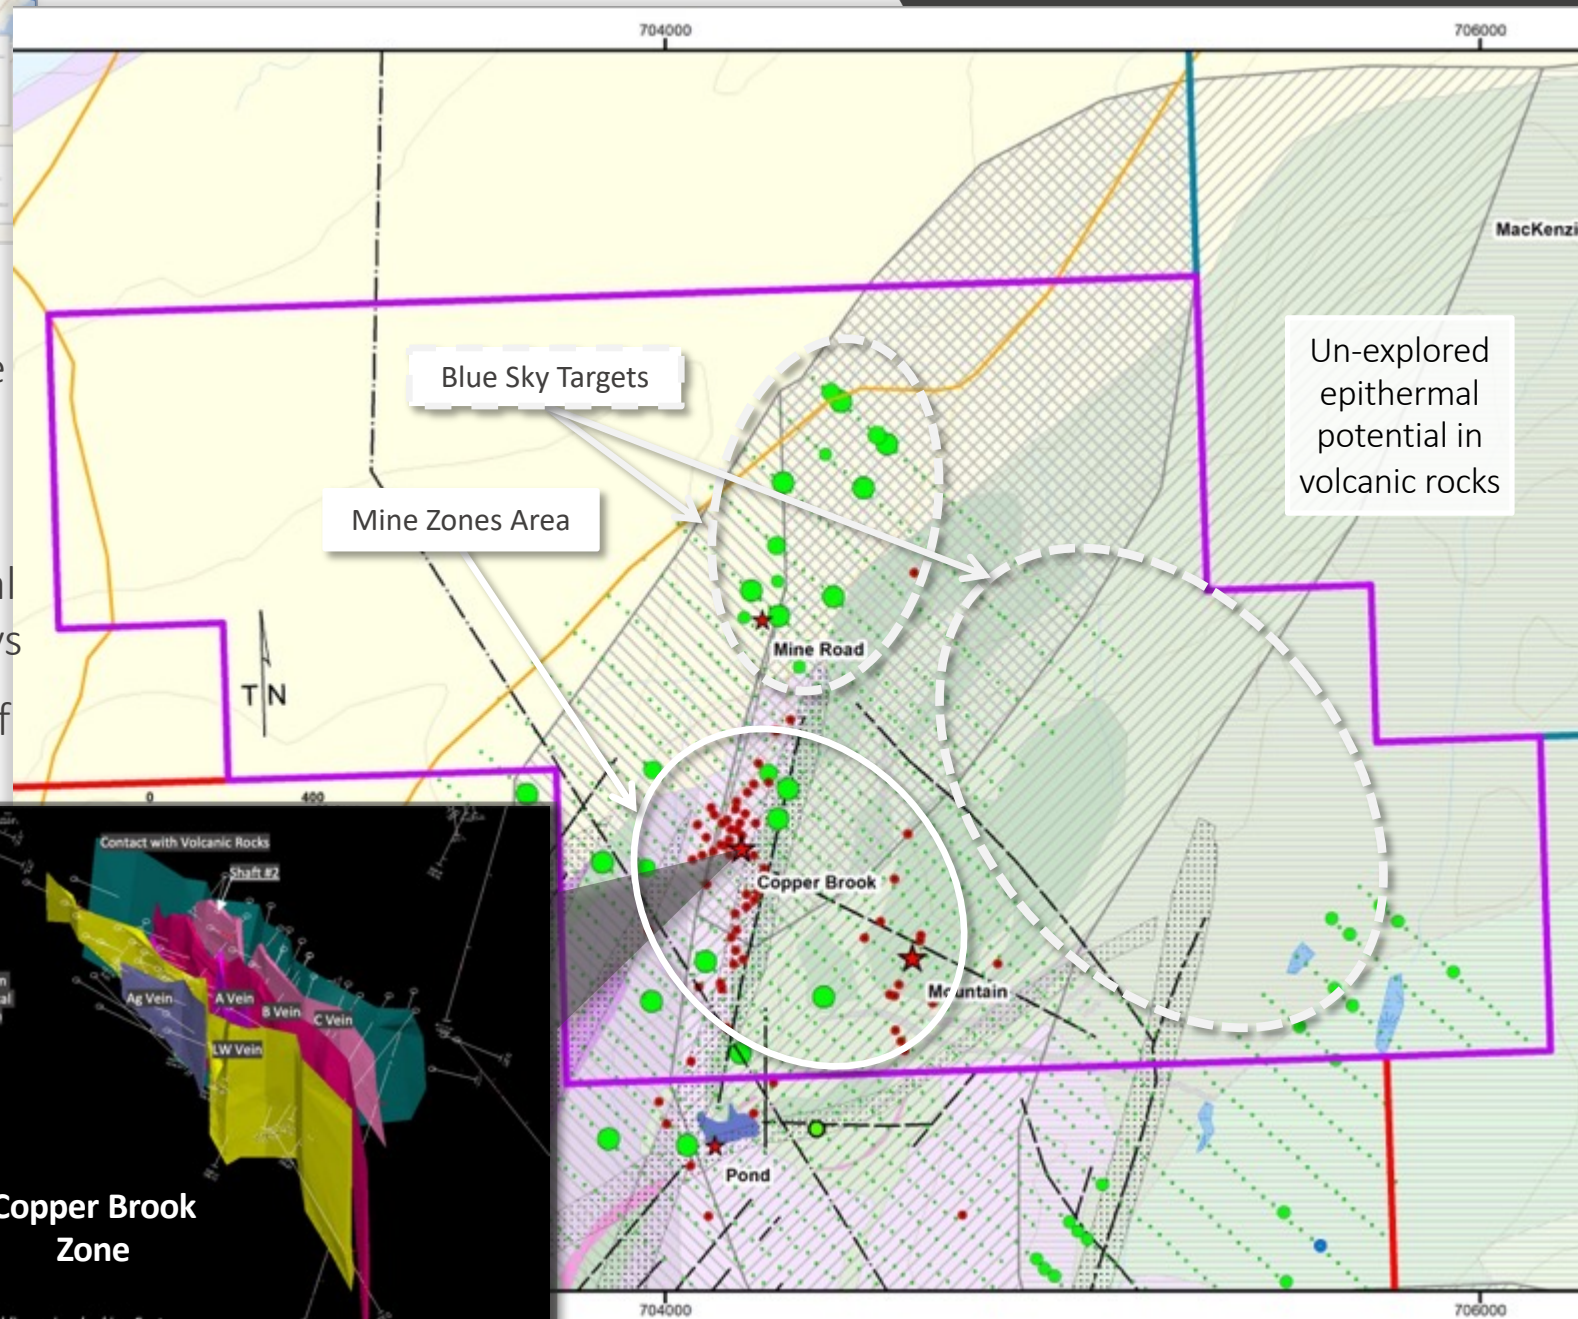 704000
706000
MacKenzi
Un-explored
epithermal
potential in
volcanic rocks
Blue Sky Targets
Mine Zones Area
Mine Road
T N
0
400
Copper Brook
Mountain
Pond
Contact with Volcanic Rocks
Shaft #2
Ag Vein
A Vein
B Vein
C Vein
LW Vein
Copper Brook
Zone
704000
706000